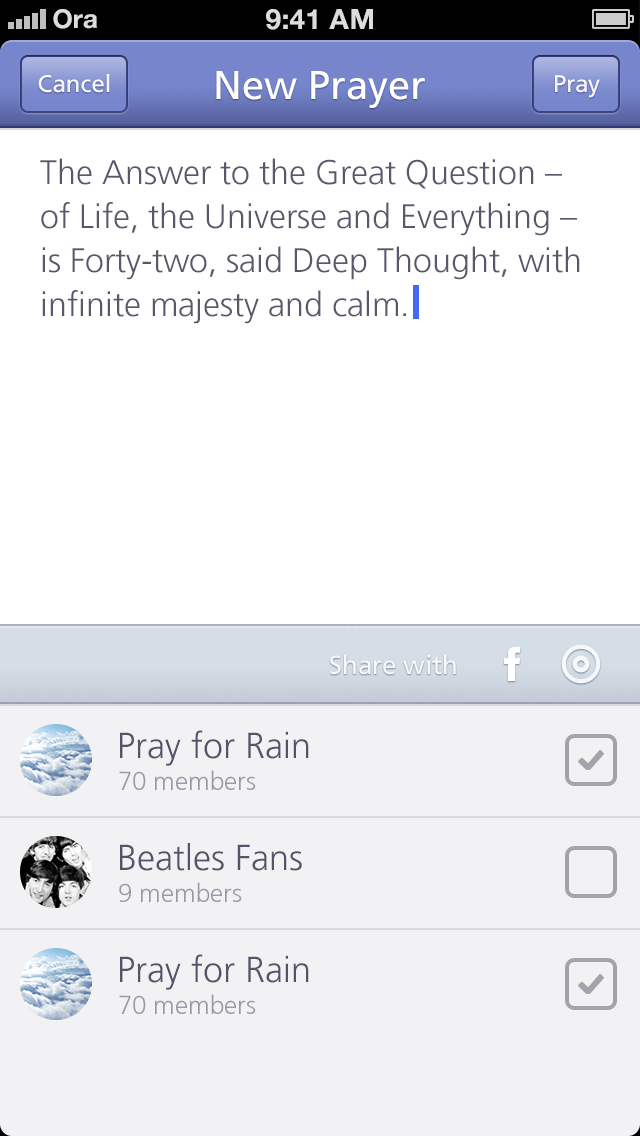 Ora 9:41 AM
Cancel New Prayer Pray
The Answer to the Great Question –
of Life, the Universe and Everything –
is Forty-two, said Deep Thought, with
infinite majesty and calm.
Share with f
Pray for Rain
70 members
Beatles Fans
9 members
Pray for Rain
70 members